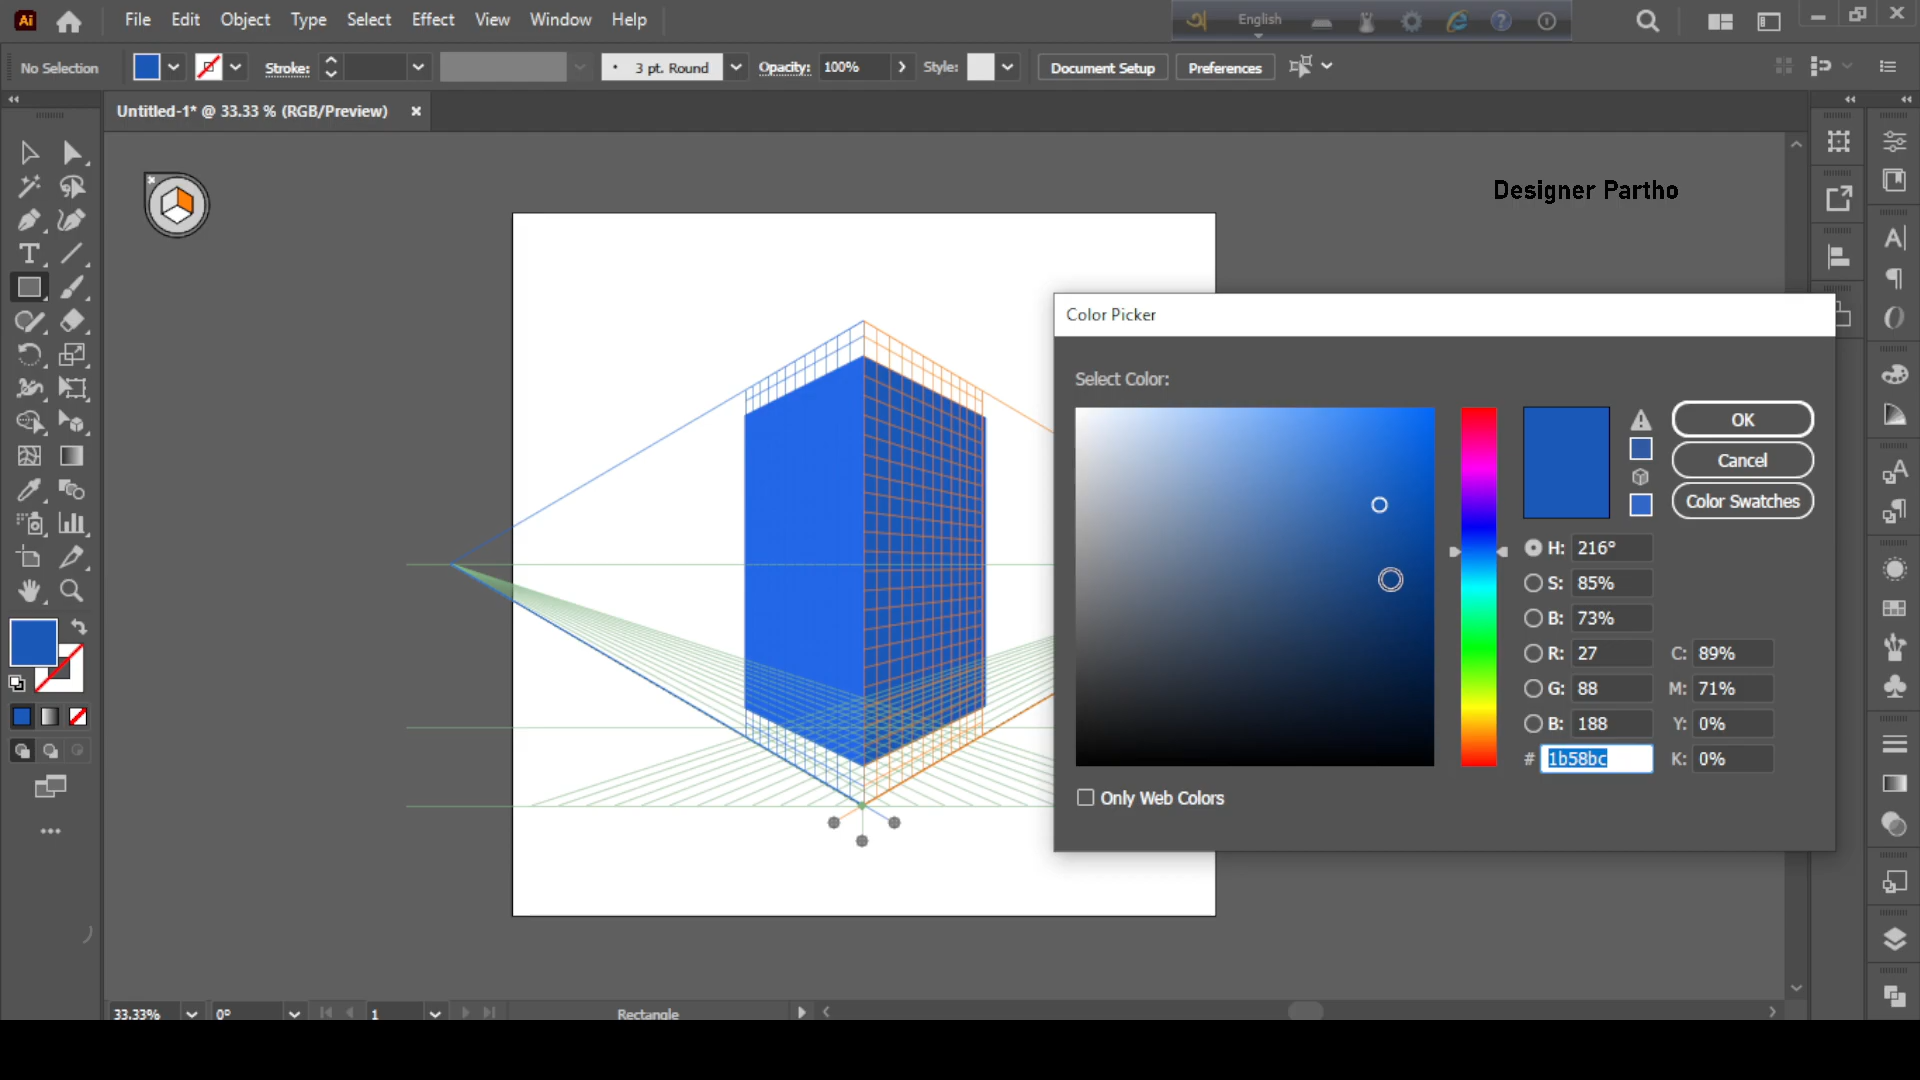 Ai File Edit Object Type Select Effect View Window Help English
No Selection Stroke: 3 pt. Round Opacity: 100% Style: Document Setup Preferences
Untitled-1* @ 33.33 % (RGB/Preview)
Designer Partho
Color Picker
Select Color:
OK
Cancel
Color Swatches
H: 216°
S: 85%
B: 73%
R: 27 C: 89%
G: 88 M: 71%
B: 188 Y: 0%
# 1b58bc K: 0%
Only Web Colors
33.33% 0° 1 Rectangle